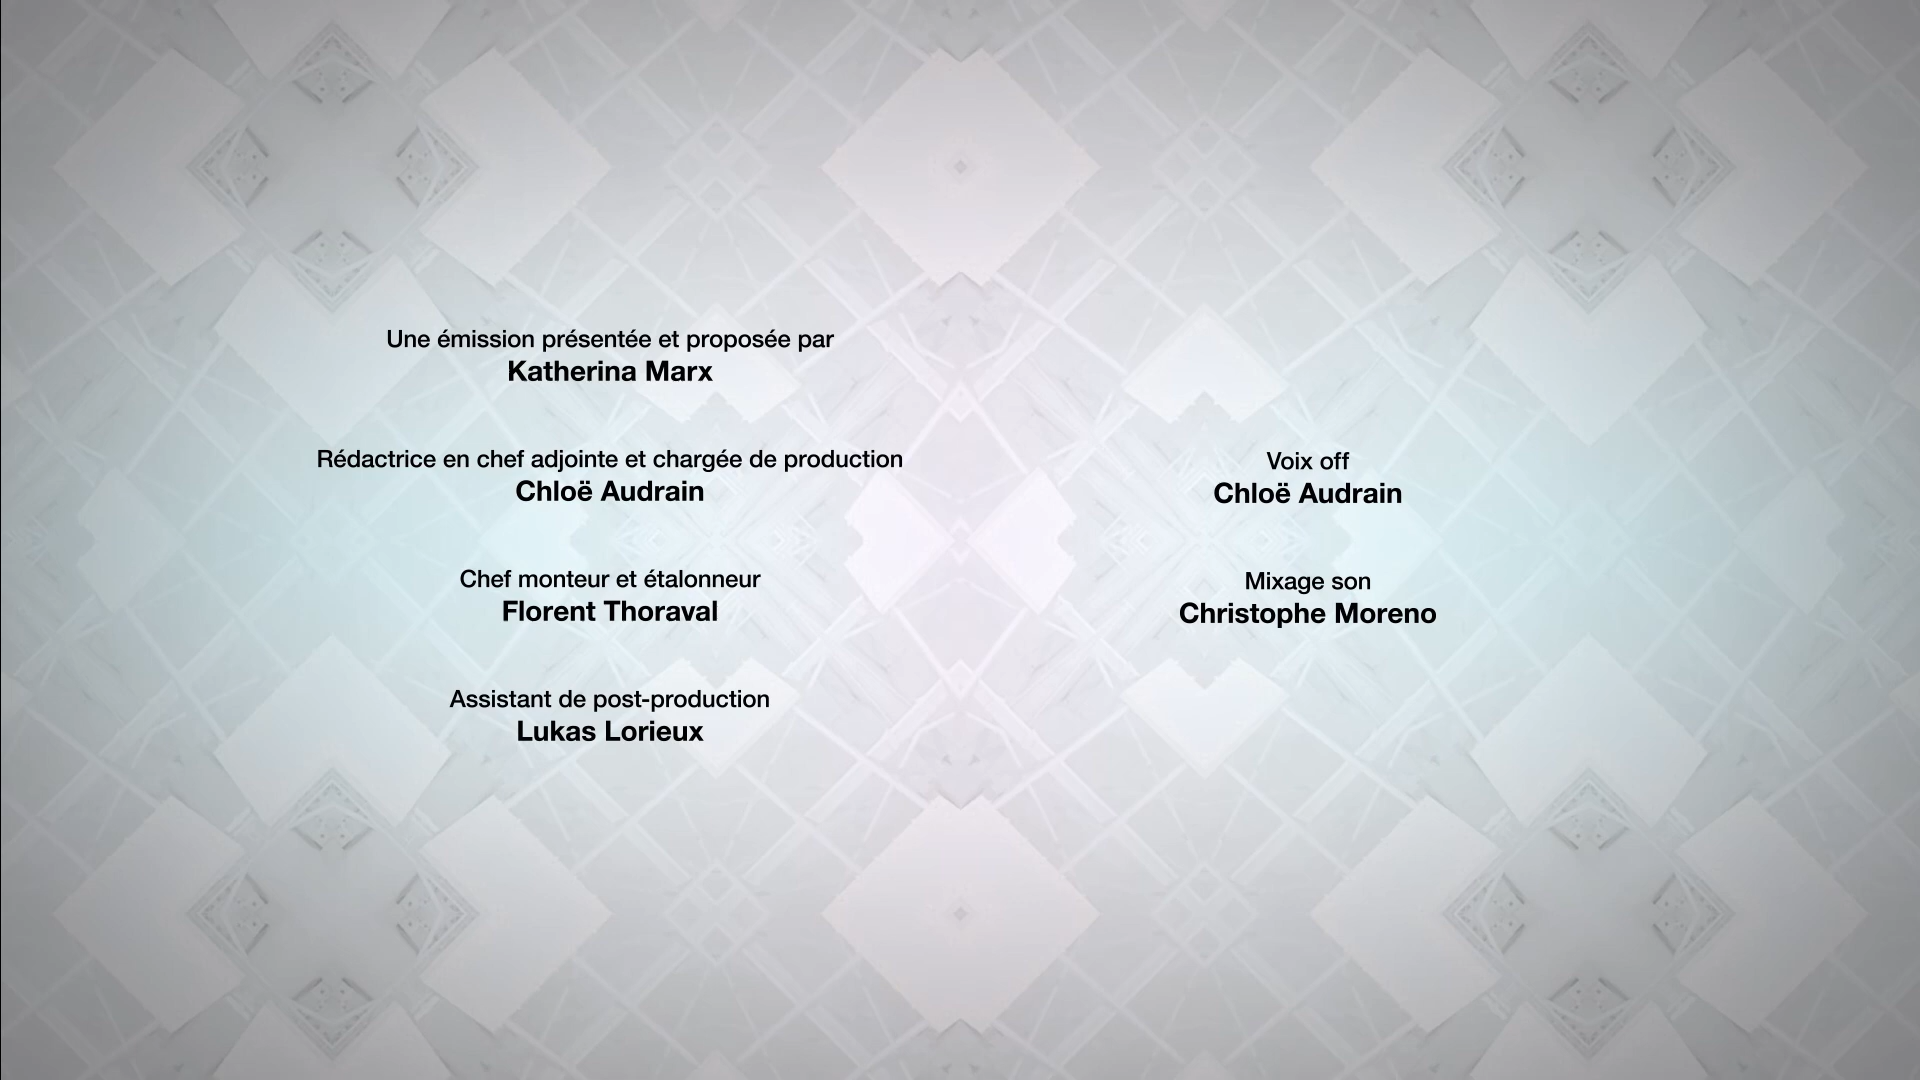 Une émission présentée et proposée par
Katherina Marx
Rédactrice en chef adjointe et chargée de production
Chloë Audrain
Chef monteur et étalonneur
Florent Thoraval
Assistant de post-production
Lukas Lorieux
Voix off
Chloë Audrain
Mixage son
Christophe Moreno